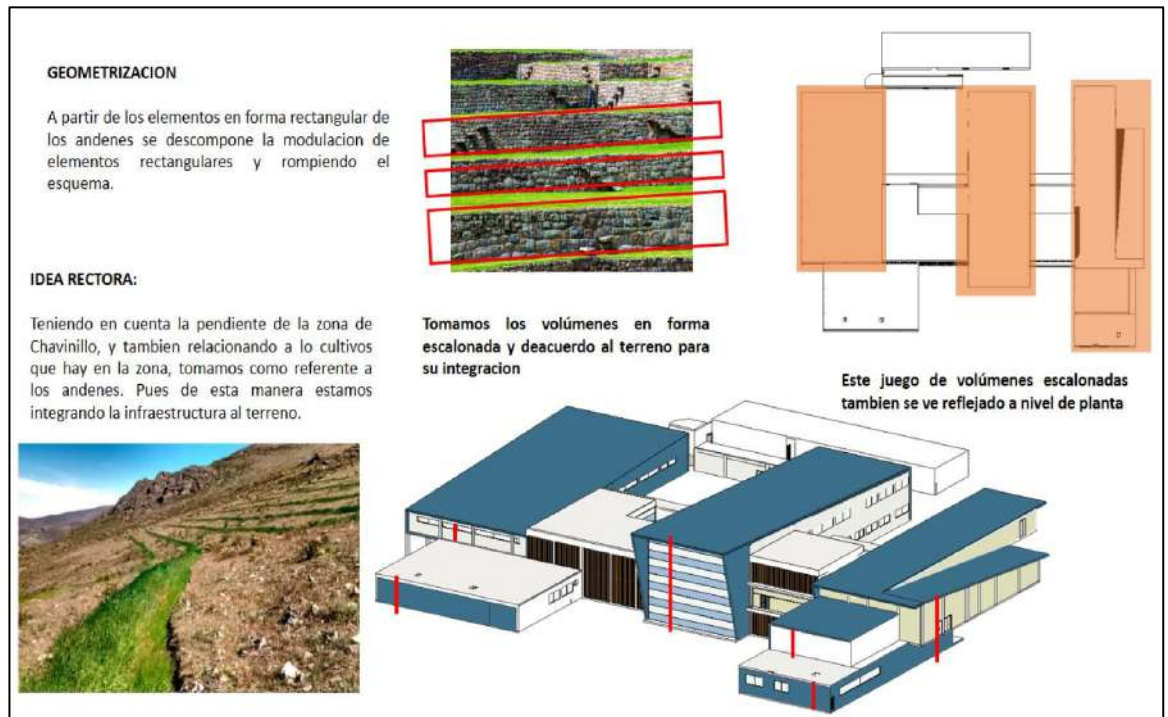 GEOMETRIZACION
A partir de los elementos en forma rectangular de
los andenes se descompone la modulacion de
elementos rectangulares y rompiendo el
esquema.
IDEA RECTORA:
Teniendo en cuenta la pendiente de la zona de
Chavinillo, y tambien relacionando a lo cultivos
que hay en la zona, tomamos como referente a
los andenes. Pues de esta manera estamos
integrando la infraestructura al terreno.
Tomamos los volúmenes en forma
escalonada y deacuerdo al terreno para
su integracion
Este juego de volúmenes escalonadas
tambien se ve reflejado a nivel de planta